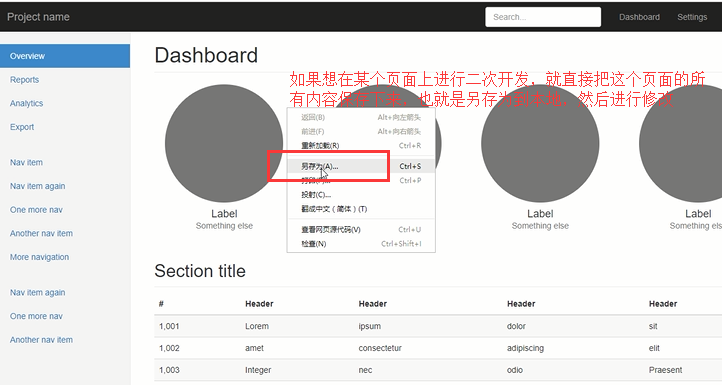 Project name
Search...
Dashboard
Settings
Overview
Reports
Analytics
Export
Nav item
Nav item again
One more nav
Another nav item
More navigation
Nav item again
One more nav
Another nav item
Dashboard
如果想在某个页面上进行二次开发，就直接把这个页面的所
有内容保存下来，也就是另存为到本地，然后进行修改
返回(B) Alt+向左箭头
前进(F) Alt+向右箭头
重新加载(R) Ctrl+R
另存为(A)... Ctrl+S
Ctrl+P
投射(C)...
翻成中文（简体）(T)
查看网页源代码(V) Ctrl+U
检查(N) Ctrl+Shift+I
Label
Something else
Label
Something else
Label
Something else
Section title
# Header Header Header Header
1,001 Lorem ipsum dolor sit
1,002 amet consectetur adipiscing elit
1,003 Integer nec odio Praesent